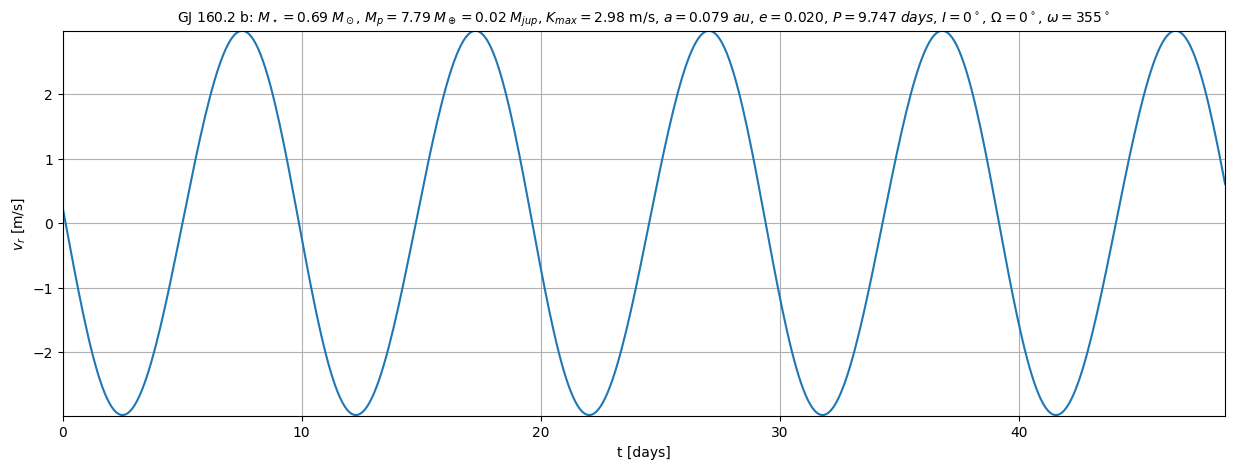 GJ 160.2 b: M⋆ = 0.69 M⊙, Mp = 7.79 M⊕ = 0.02 Mjup, Kmax = 2.98 m/s, a = 0.079 au, e = 0.020, P = 9.747 days, I = 0°, Ω = 0°, ω = 355°
2
1
0
−1
−2
vr [m/s]
0 10 20 30 40
t [days]